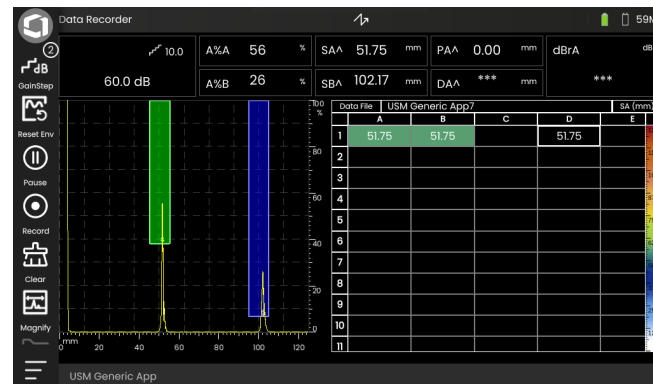 Data Recorder
59%
2
dB
GainStep
10.0
60.0 dB
A%A 56 %
A%B 26 %
SA^ 51.75 mm
SB^ 102.17 mm
PA^ 0.00 mm
DA^ *** mm
dBrA dB
***
Reset Env
Pause
Record
Clear
Magnify
100
%
80
60
40
20
0
mm
0 20 40 60 80 100 120
Data File USM Generic App7 SA (mm)
A B C D E
1 51.75 51.75 51.75
2
3
4
5
6
7
8
9
10
11
USM Generic App